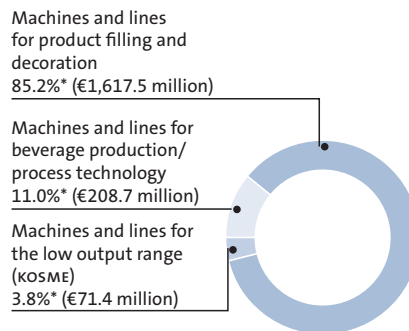 Machines and lines
for product filling and
decoration
85.2%* (€1,617.5 million)
Machines and lines for
beverage production/
process technology
11.0%* (€208.7 million)
Machines and lines for
the low output range
(KOSME)
3.8%* (€71.4 million)